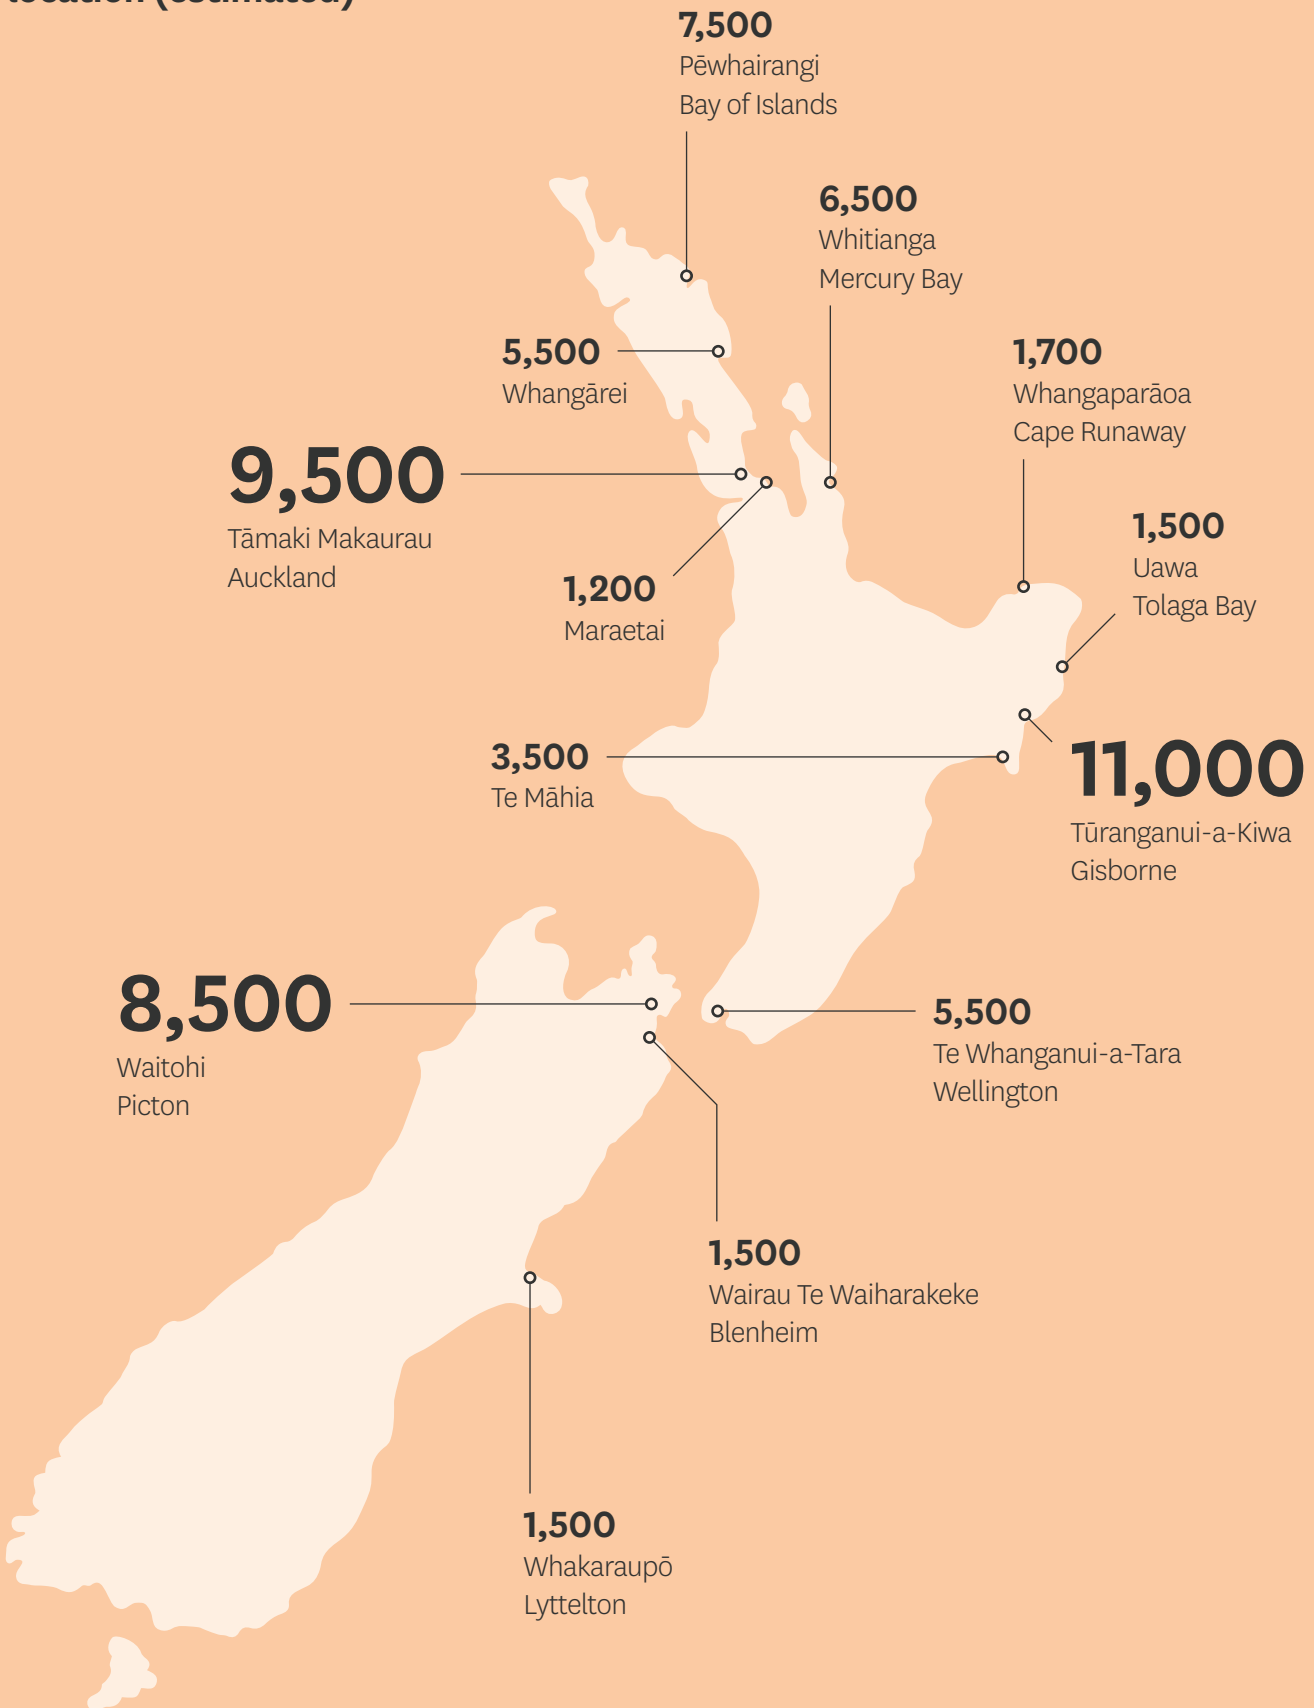 location (estimated)
7,500
Pēwhairangi
Bay of Islands
6,500
Whitianga
Mercury Bay
5,500
Whangārei
1,700
Whangaparāoa
Cape Runaway
9,500
Tāmaki Makaurau
Auckland
1,500
Uawa
Tolaga Bay
1,200
Maraetai
3,500
Te Māhia
11,000
Tūranganui-a-Kiwa
Gisborne
8,500
Waitohi
Picton
5,500
Te Whanganui-a-Tara
Wellington
1,500
Wairau Te Waiharakeke
Blenheim
1,500
Whakaraupō
Lyttelton